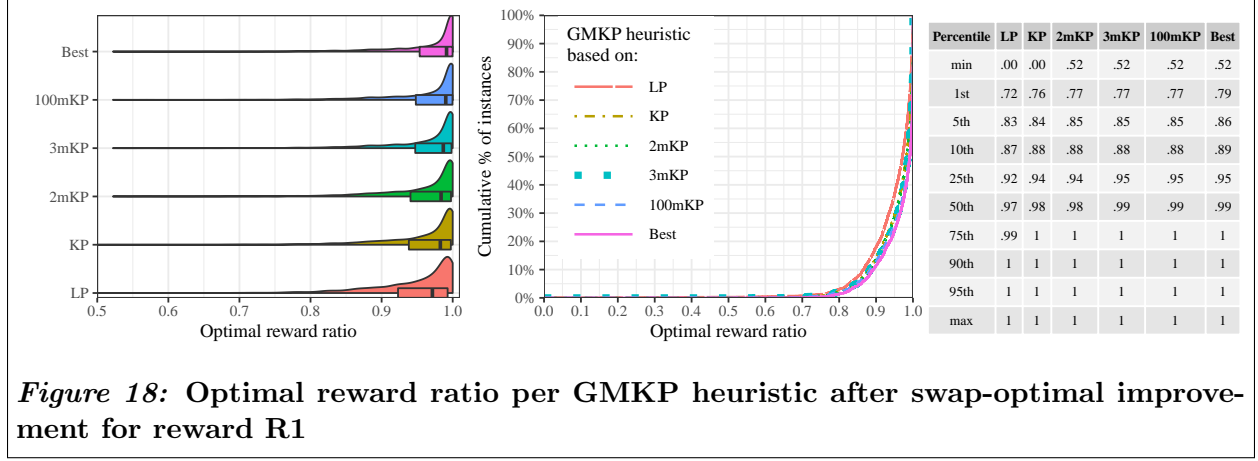 Best
100mKP
3mKP
2mKP
KP
LP
0.5 0.6 0.7 0.8 0.9 1.0
Optimal reward ratio
Cumulative % of instances
100%
90%
80%
70%
60%
50%
40%
30%
20%
10%
0%
GMKP heuristic
based on:
LP
KP
2mKP
3mKP
100mKP
Best
0.0 0.1 0.2 0.3 0.4 0.5 0.6 0.7 0.8 0.9 1.0
Optimal reward ratio
Percentile LP KP 2mKP 3mKP 100mKP Best
min .00 .00 .52 .52 .52 .52
1st .72 .76 .77 .77 .77 .79
5th .83 .84 .85 .85 .85 .86
10th .87 .88 .88 .88 .88 .89
25th .92 .94 .94 .95 .95 .95
50th .97 .98 .98 .99 .99 .99
75th .99 1 1 1 1 1
90th 1 1 1 1 1 1
95th 1 1 1 1 1 1
max 1 1 1 1 1 1
Figure 18: Optimal reward ratio per GMKP heuristic after swap-optimal improve-
ment for reward R1